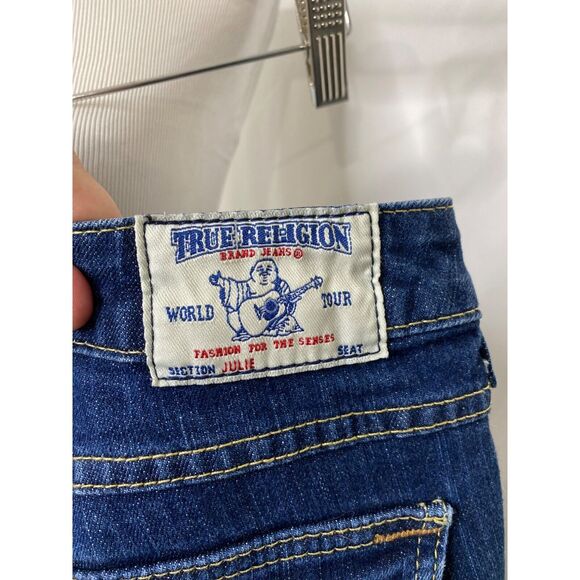 TRUE RELIGION
BRAND JEANS®
WORLD TOUR
FASHION FOR THE SENSES
SECTION JULIE SEAT